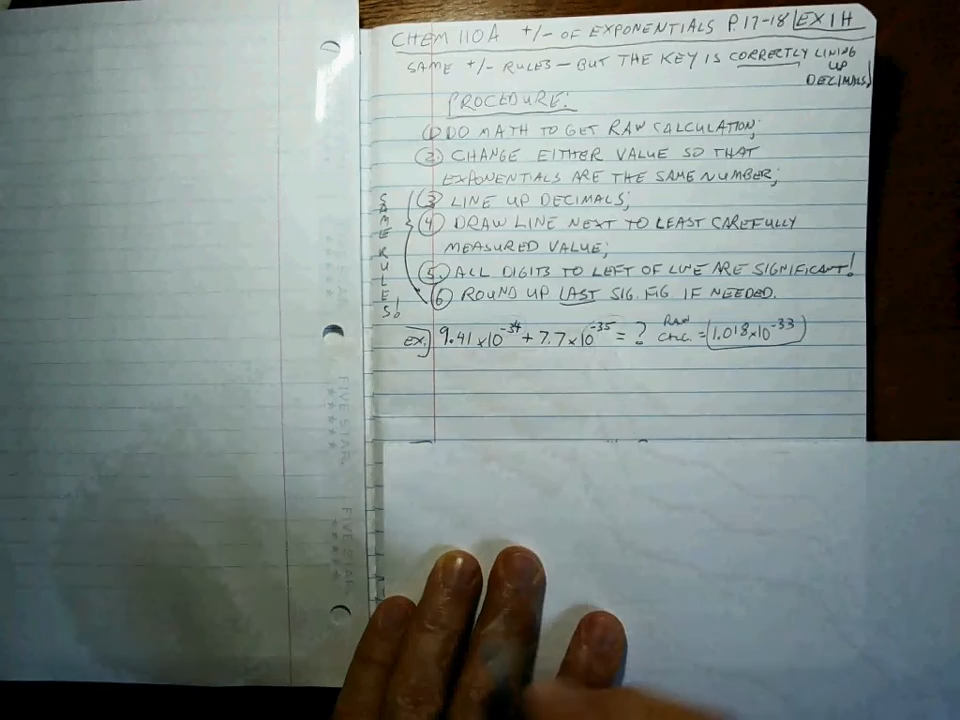 CHEM 110A +/- OF EXPONENTIALS P. 17-18 EX 1H
SAME +/- RULES — BUT THE KEY IS CORRECTLY LINING
UP
DECIMALS!
PROCEDURE:
① DO MATH TO GET RAW CALCULATION;
② CHANGE EITHER VALUE SO THAT
EXPONENTIALS ARE THE SAME NUMBER;
③ LINE UP DECIMALS;
④ DRAW LINE NEXT TO LEAST CAREFULLY
MEASURED VALUE;
⑤ ALL DIGITS TO LEFT OF LINE ARE SIGNIFICANT!
⑥ ROUND UP LAST SIG. FIG. IF NEEDED.
SAME RULES!
EX. 9.41 x 10⁻³⁴ + 7.7 x 10⁻³⁵ = ? RAW CALC. = 1.018 x 10⁻³³
FIVE STAR
FIVE STAR